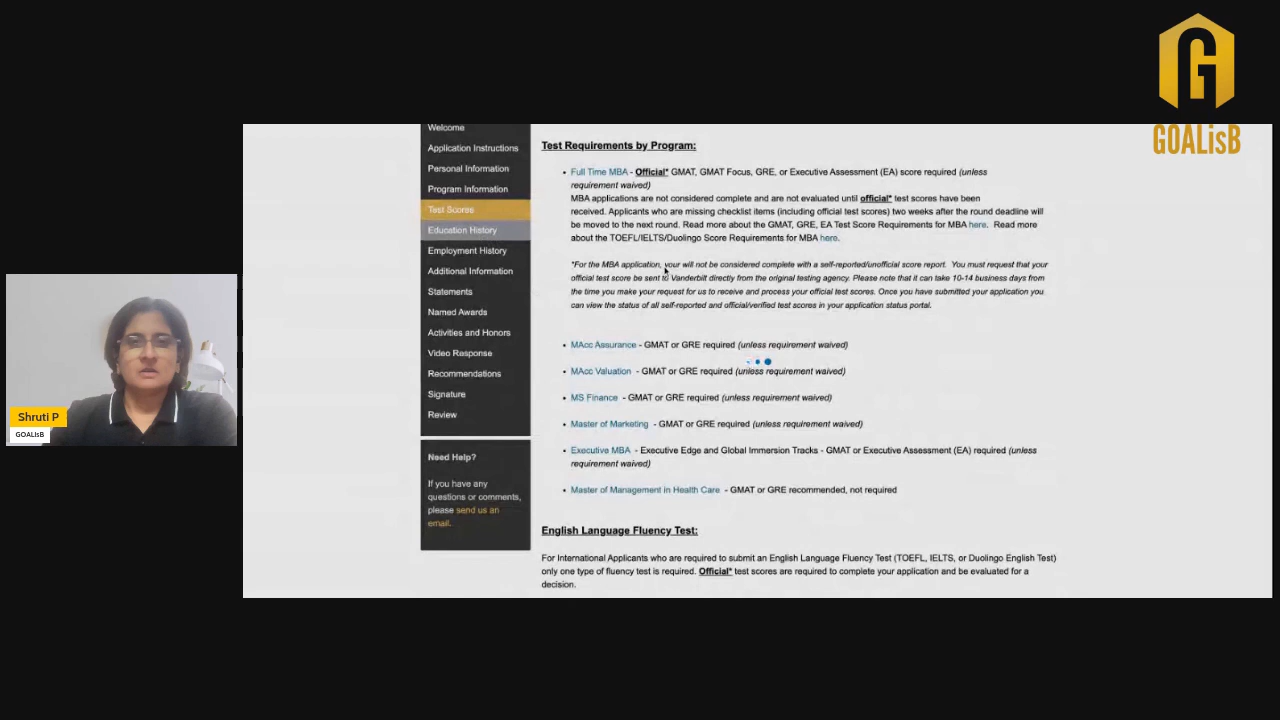 GOALisB
Welcome
Application Instructions
Personal Information
Program Information
Test Scores
Education History
Employment History
Additional Information
Statements
Named Awards
Activities and Honors
Video Response
Recommendations
Signature
Review
Need Help?
If you have any
questions or comments,
please send us an
email.
Test Requirements by Program:
• Full Time MBA - Official* GMAT, GMAT Focus, GRE, or Executive Assessment (EA) score required (unless
requirement waived)
MBA applications are not considered complete and are not evaluated until official* test scores have been
received. Applicants who are missing checklist items (including official test scores) two weeks after the round deadline will
be moved to the next round. Read more about the GMAT, GRE, EA Test Score Requirements for MBA here. Read more
about the TOEFL/IELTS/Duolingo Score Requirements for MBA here.
*For the MBA application, your will not be considered complete with a self-reported/unofficial score report. You must request that your
official test score be sent to Vanderbilt directly from the original testing agency. Please note that it can take 10-14 business days from
the time you make your request for us to receive and process your official test scores. Once you have submitted your application you
can view the status of all self-reported and official/verified test scores in your application status portal.
• MAcc Assurance - GMAT or GRE required (unless requirement waived)
• MAcc Valuation - GMAT or GRE required (unless requirement waived)
• MS Finance - GMAT or GRE required (unless requirement waived)
• Master of Marketing - GMAT or GRE required (unless requirement waived)
• Executive MBA - Executive Edge and Global Immersion Tracks - GMAT or Executive Assessment (EA) required (unless
requirement waived)
• Master of Management in Health Care - GMAT or GRE recommended, not required
English Language Fluency Test:
For International Applicants who are required to submit an English Language Fluency Test (TOEFL, IELTS, or Duolingo English Test)
only one type of fluency test is required. Official* test scores are required to complete your application and be evaluated for a
decision.
Shruti P
GOALisB